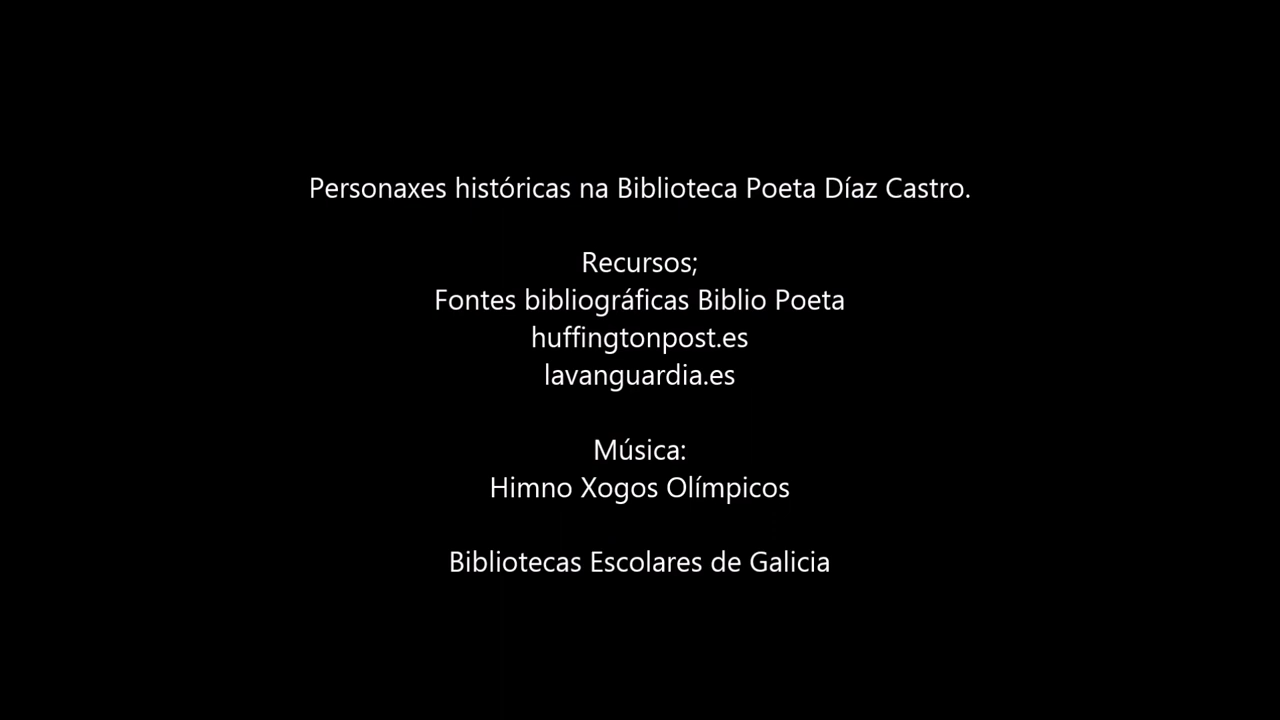 Personaxes históricas na Biblioteca Poeta Díaz Castro.
Recursos;
Fontes bibliográficas Biblio Poeta
huffingtonpost.es
lavanguardia.es
Música:
Himno Xogos Olímpicos
Bibliotecas Escolares de Galicia